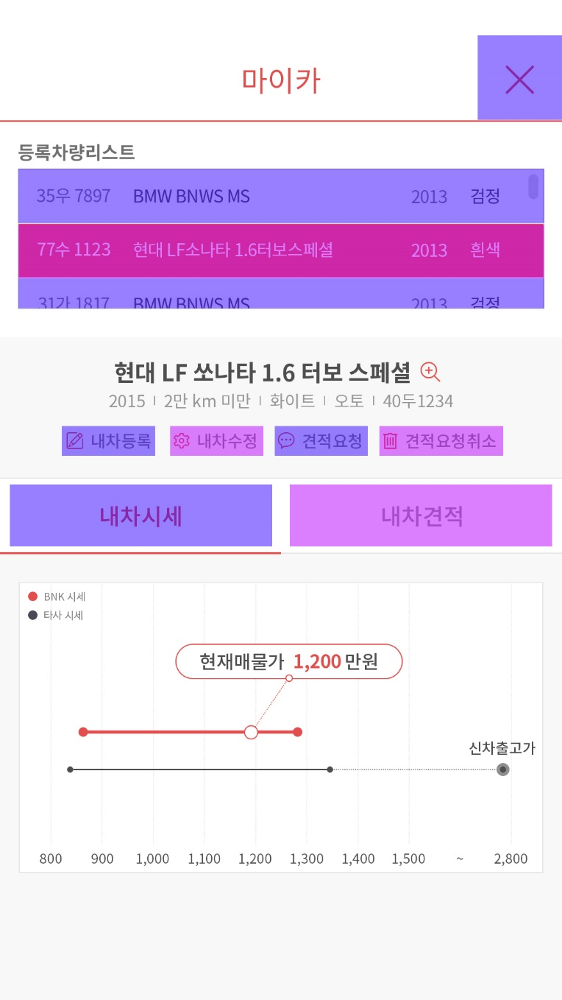 마이카
등록차량리스트
35우 7897 BMW BNWS MS 2013 검정
77수 1123 현대 LF소나타 1.6터보스페셜 2013 흰색
31가 1817 BMW BNWS MS 2013 검정
현대 LF 쏘나타 1.6 터보 스페셜
2015 | 2만 km 미만 | 화이트 | 오토 | 40두1234
내차등록 내차수정 견적요청 견적요청취소
내차시세 내차견적
BNK 시세
타사 시세
현재매물가 1,200 만원
신차출고가
800 900 1,000 1,100 1,200 1,300 1,400 1,500 ~ 2,800